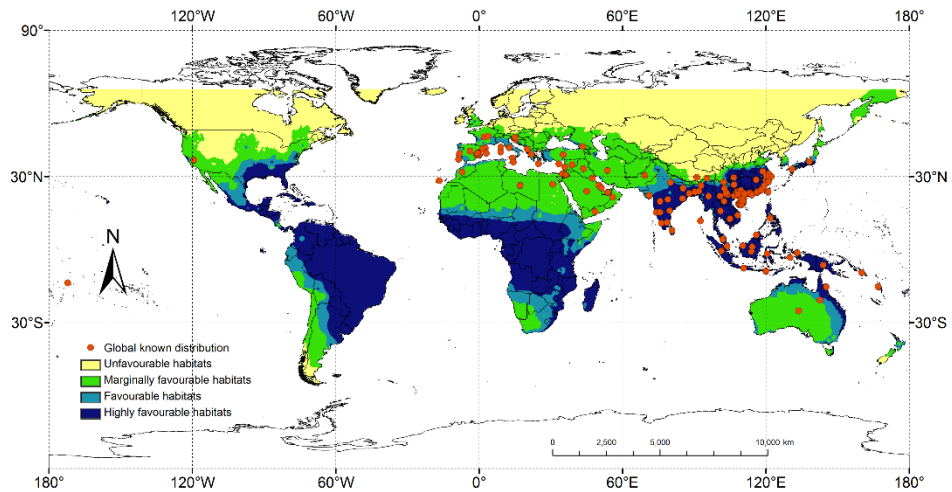 120°W 60°W 0° 60°E 120°E 180°
90°
30°N 30°N
N
30°S 30°S
Global known distribution
Unfavourable habitats
Marginally favourable habitats
Favourable habitats
Highly favourable habitats
0 2,500 5,000 10,000 km
180° 120°W 60°W 0° 60°E 120°E 180°